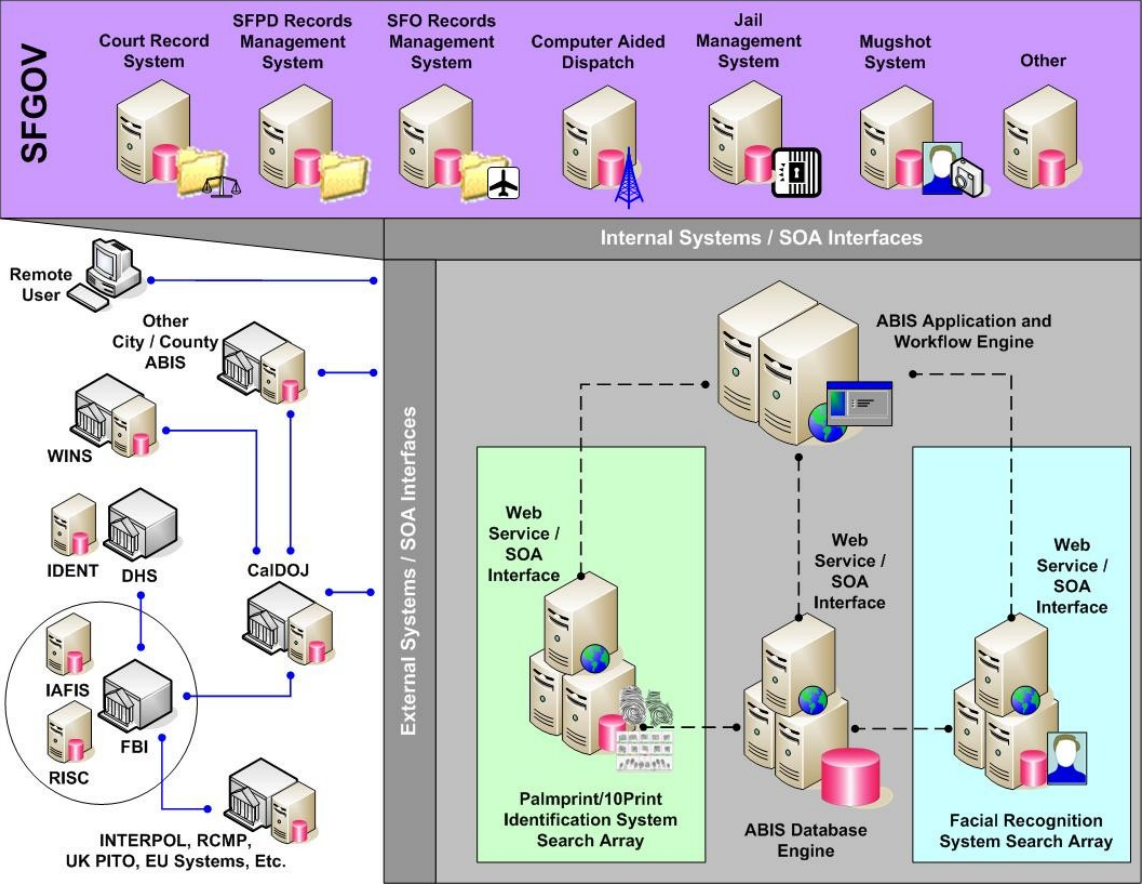 SFGOV
Court Record
System
SFPD Records
Management
System
SFO Records
Management
System
Computer Aided
Dispatch
Jail
Management
System
Mugshot
System
Other
Internal Systems / SOA Interfaces
External Systems / SOA Interfaces
Remote
User
Other
City / County
ABIS
WINS
IDENT
DHS
CalDOJ
IAFIS
FBI
RISC
INTERPOL, RCMP,
UK PITO, EU Systems, Etc.
ABIS Application and
Workflow Engine
Web
Service /
SOA
Interface
Web
Service /
SOA
Interface
Web
Service /
SOA
Interface
Palmprint/10Print
Identification System
Search Array
ABIS Database
Engine
Facial Recognition
System Search Array